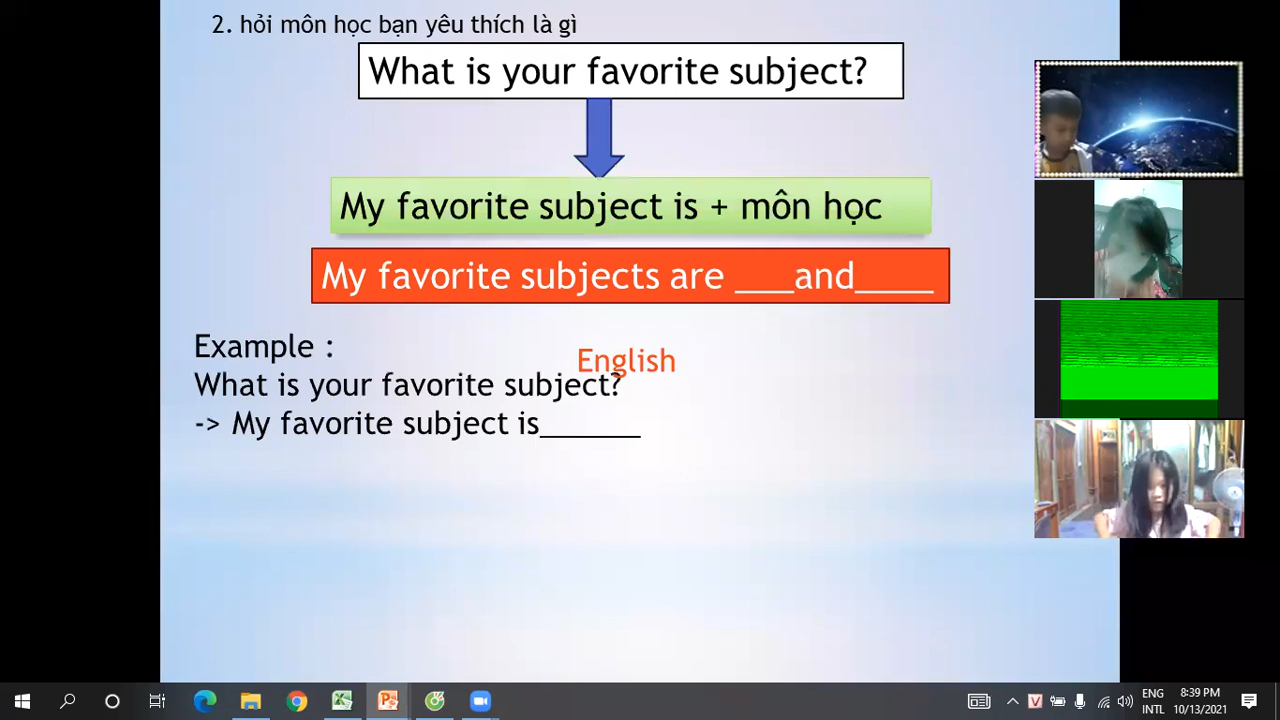 2. hỏi môn học bạn yêu thích là gì
What is your favorite subject?
My favorite subject is + môn học
My favorite subjects are ___and____
Example :
English
What is your favorite subject?
-> My favorite subject is______
ENG
8:39 PM
INTL
10/13/2021